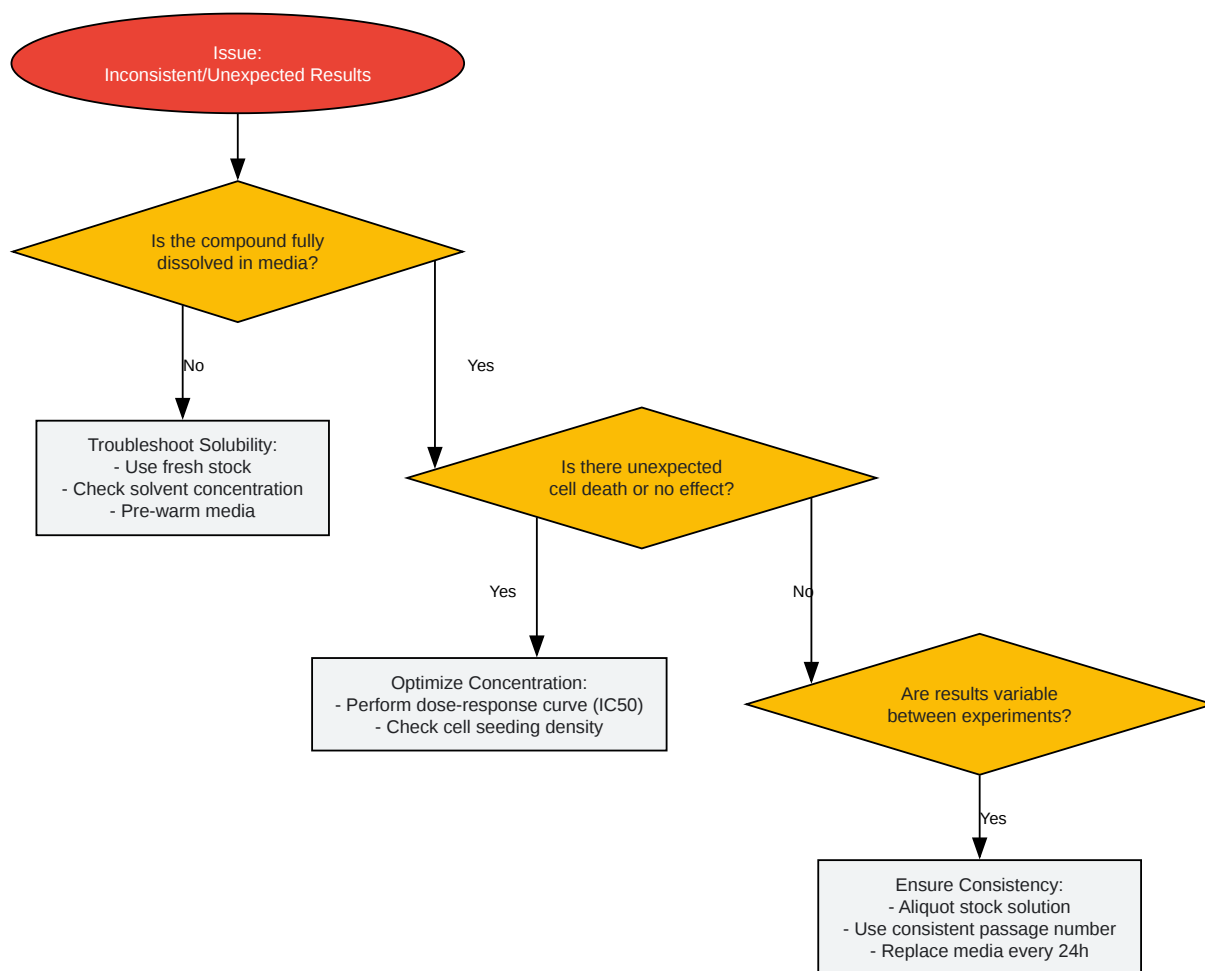 Issue:
Inconsistent/Unexpected Results
Is the compound fully
dissolved in media?
No
Yes
Troubleshoot Solubility:
- Use fresh stock
- Check solvent concentration
- Pre-warm media
Is there unexpected
cell death or no effect?
Yes
No
Optimize Concentration:
- Perform dose-response curve (IC50)
- Check cell seeding density
Are results variable
between experiments?
Yes
Ensure Consistency:
- Aliquot stock solution
- Use consistent passage number
- Replace media every 24h